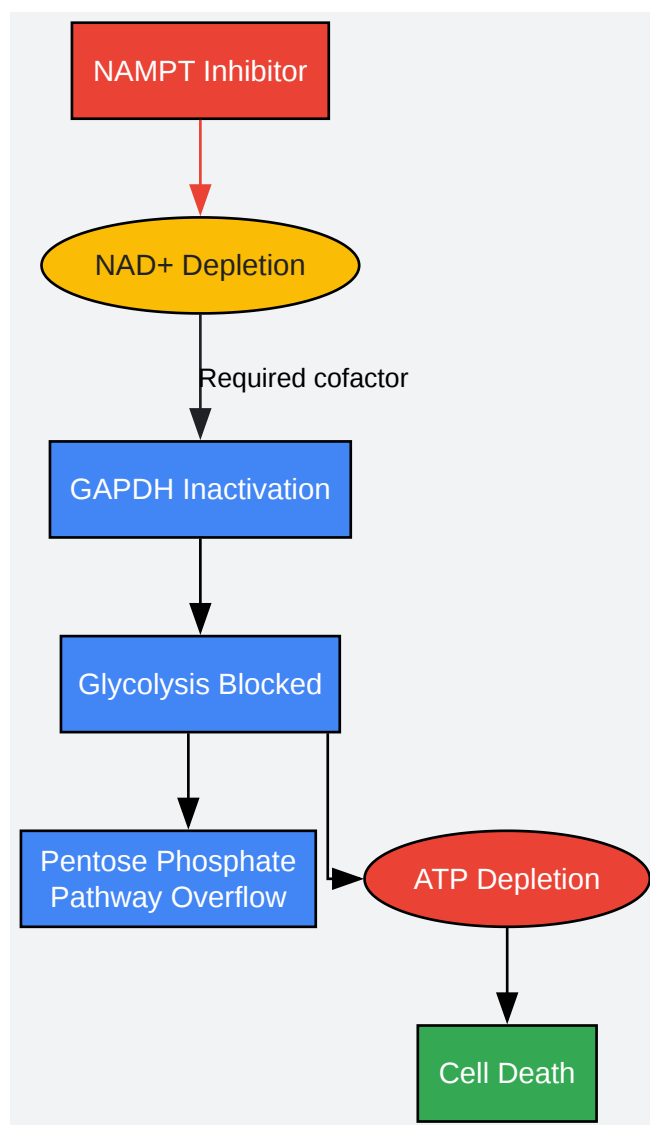 NAMPT Inhibitor
NAD+ Depletion
Required cofactor
GAPDH Inactivation
Glycolysis Blocked
Pentose Phosphate
Pathway Overflow
ATP Depletion
Cell Death